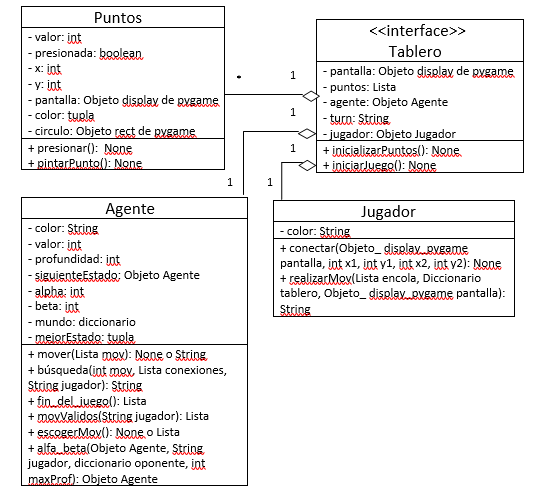 Puntos
- valor: int
- presionada: boolean
- x: int
- y: int
- pantalla: Objeto display de pygame
- color: tupla
- circulo: Objeto rect de pygame
+ presionar(): None
+ pintarPunto(): None
*
1
1
1
<<interface>>
Tablero
- pantalla: Objeto display de pygame
- puntos: Lista
- agente: Objeto Agente
- turn: String
- jugador: Objeto Jugador
+ inicializarPuntos(): None
+ iniciarJuego(): None
1
1
Agente
- color: String
- valor: int
- profundidad: int
- siguienteEstado: Objeto Agente
- alpha: int
- beta: int
- mundo: diccionario
- mejorEstado: tupla
+ mover(Lista mov): None o String
+ búsqueda(int mov, Lista conexiones,
String jugador): String
+ fin_del_juego(): Lista
+ movValidos(String jugador): Lista
+ escogerMov(): None o Lista
+ alfa_beta(Objeto Agente, String
jugador, diccionario oponente, int
maxProf): Objeto Agente
Jugador
- color: String
+ conectar(Objeto_ display_pygame
pantalla, int x1, int y1, int x2, int y2): None
+ realizarMov(Lista encola, Diccionario
tablero, Objeto_ display_pygame pantalla):
String